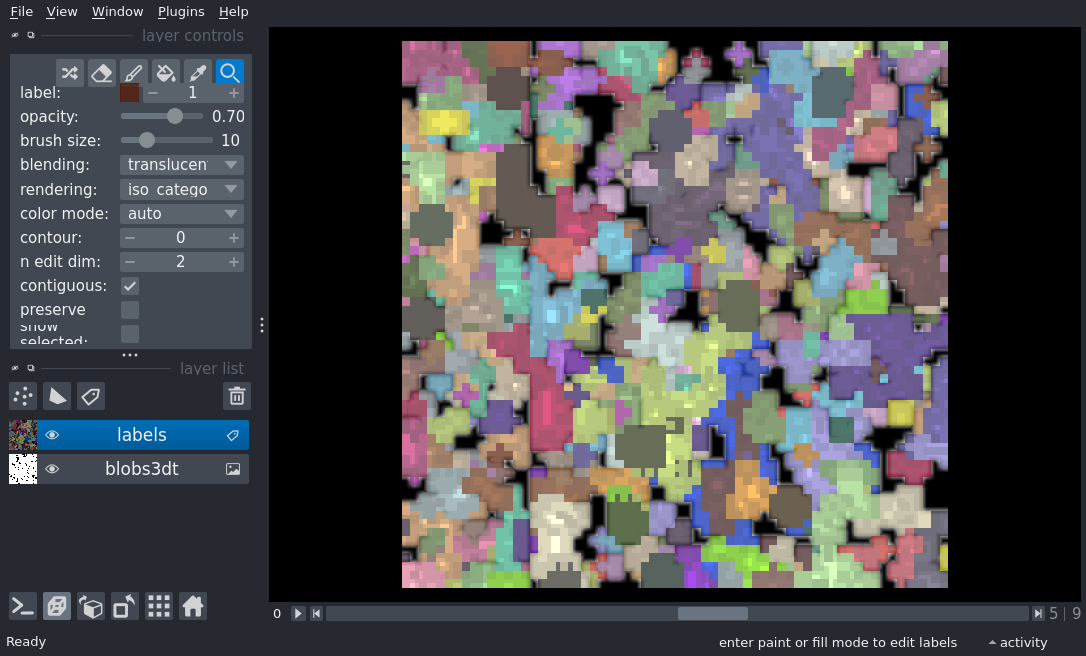 File View Window Plugins Help
layer controls
label: 1
opacity: 0.70
brush size: 10
blending: translucen
rendering: iso_catego
color mode: auto
contour: 0
n edit dim: 2
contiguous:
preserve
show
selected:
layer list
labels
blobs3dt
0 5 | 9
Ready enter paint or fill mode to edit labels activity